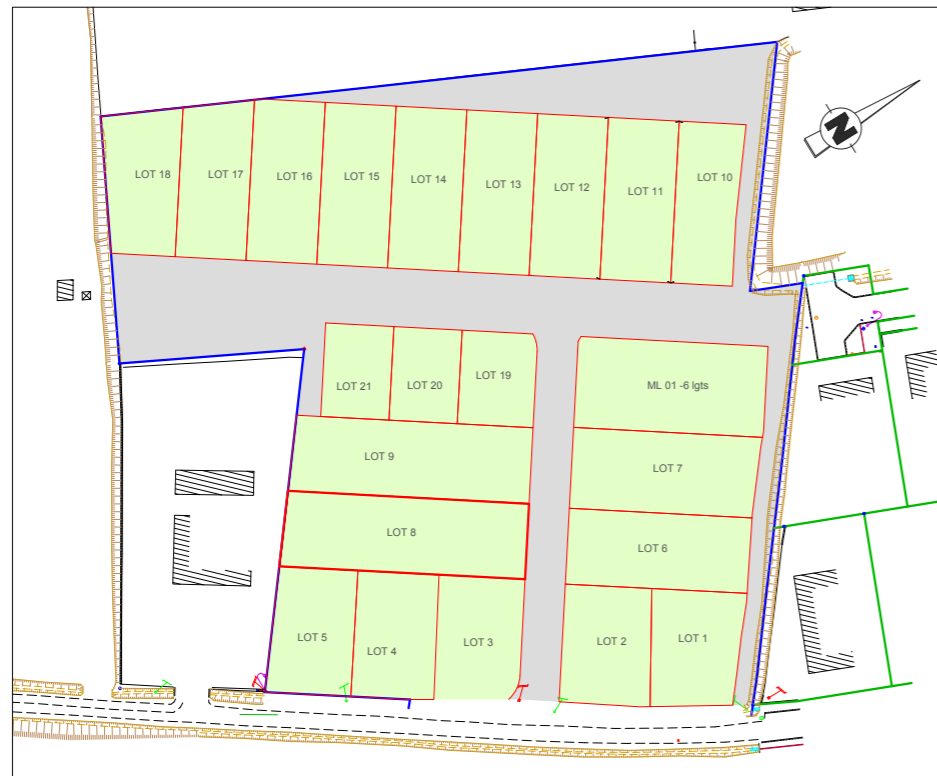 N
LOT 18
LOT 17
LOT 16
LOT 15
LOT 14
LOT 13
LOT 12
LOT 11
LOT 10
LOT 21
LOT 20
LOT 19
ML 01 -6 lgts
LOT 9
LOT 7
LOT 8
LOT 6
LOT 5
LOT 4
LOT 3
LOT 2
LOT 1